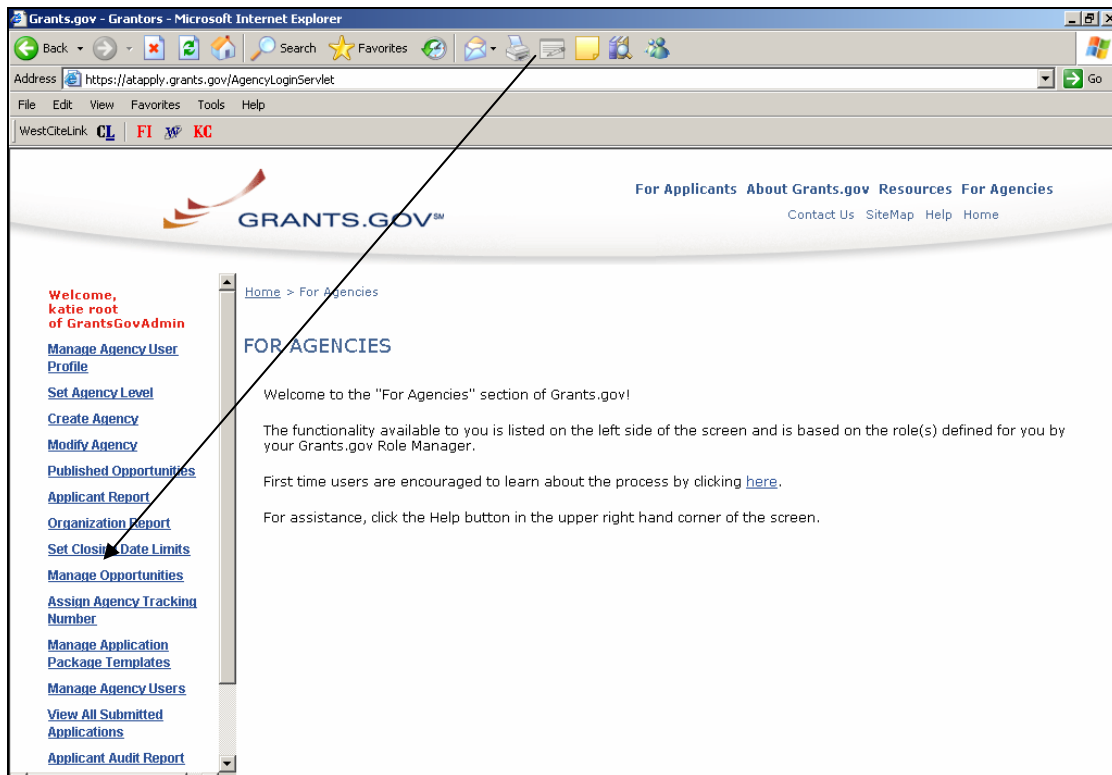 Grants.gov - Grantors - Microsoft Internet Explorer
Back Search Favorites
Address https://atapply.grants.gov/AgencyLoginServlet Go
File Edit View Favorites Tools Help
WestCiteLink CL FI KC
For Applicants About Grants.gov Resources For Agencies
GRANTS.GOV℠
Contact Us SiteMap Help Home
Welcome,
katie root
of GrantsGovAdmin
Manage Agency User
Profile
Set Agency Level
Create Agency
Modify Agency
Published Opportunities
Applicant Report
Organization Report
Set Closing Date Limits
Manage Opportunities
Assign Agency Tracking
Number
Manage Application
Package Templates
Manage Agency Users
View All Submitted
Applications
Applicant Audit Report
Home > For Agencies
FOR AGENCIES
Welcome to the "For Agencies" section of Grants.gov!
The functionality available to you is listed on the left side of the screen and is based on the role(s) defined for you by
your Grants.gov Role Manager.
First time users are encouraged to learn about the process by clicking here.
For assistance, click the Help button in the upper right hand corner of the screen.